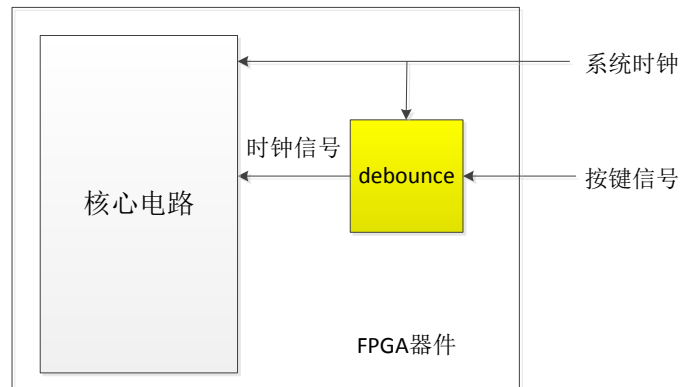 系统时钟
时钟信号
debounce
按键信号
核心电路
FPGA器件